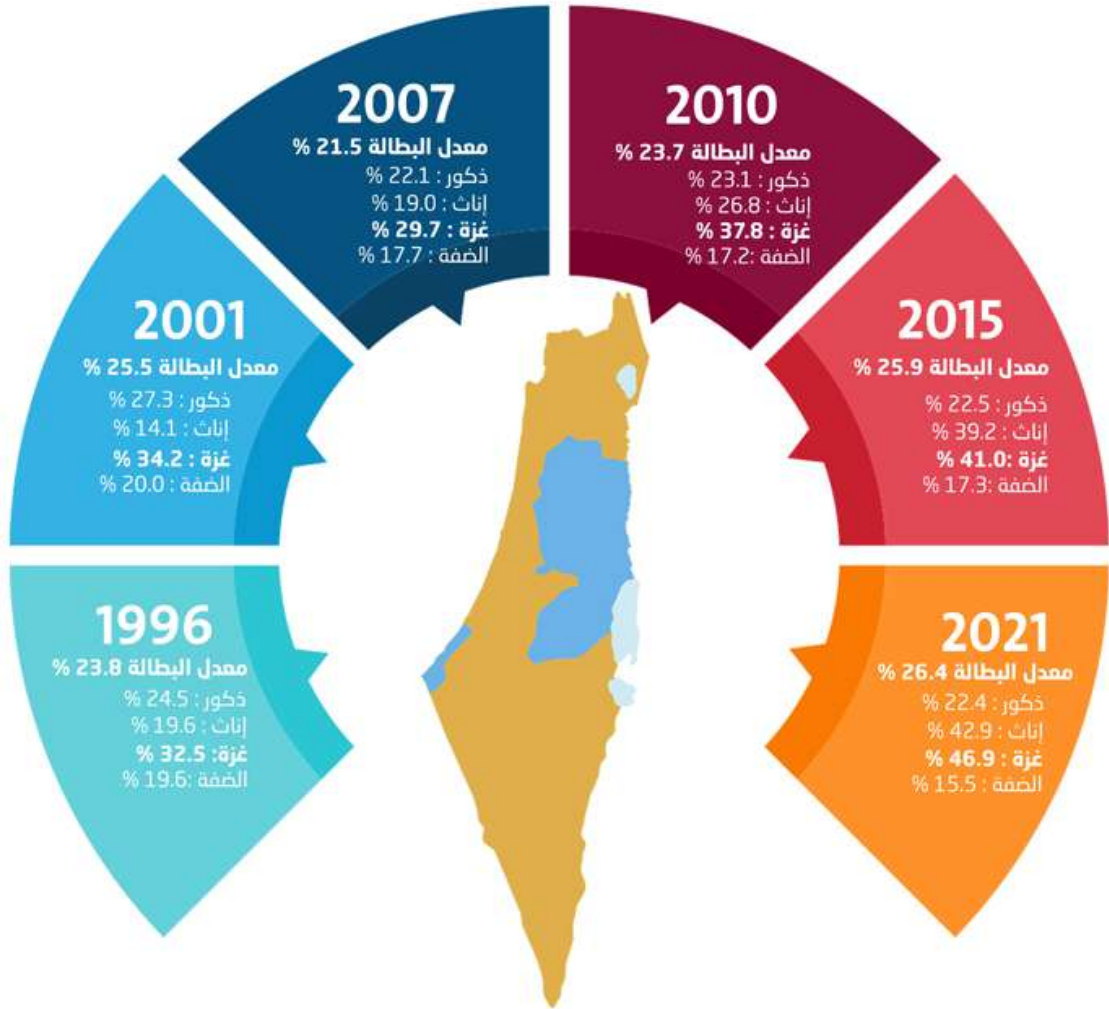 1996
معدل البطالة 23.8 %
ذكور : 24.5 %
إناث : 19.6 %
غزة: 32.5 %
الضفة :19.6 %
2001
معدل البطالة 25.5 %
ذكور : 27.3 %
إناث : 14.1 %
غزة : 34.2 %
الضفة : 20.0 %
2007
معدل البطالة 21.5 %
ذكور : 22.1 %
إناث : 19.0 %
غزة : 29.7 %
الضفة : 17.7 %
2010
معدل البطالة 23.7 %
ذكور : 23.1 %
إناث : 26.8 %
غزة : 37.8 %
الضفة :17.2 %
2015
معدل البطالة 25.9 %
ذكور : 22.5 %
إناث : 39.2 %
غزة :41.0 %
الضفة :17.3 %
2021
معدل البطالة 26.4 %
ذكور : 22.4 %
إناث : 42.9 %
غزة : 46.9 %
الضفة : 15.5 %